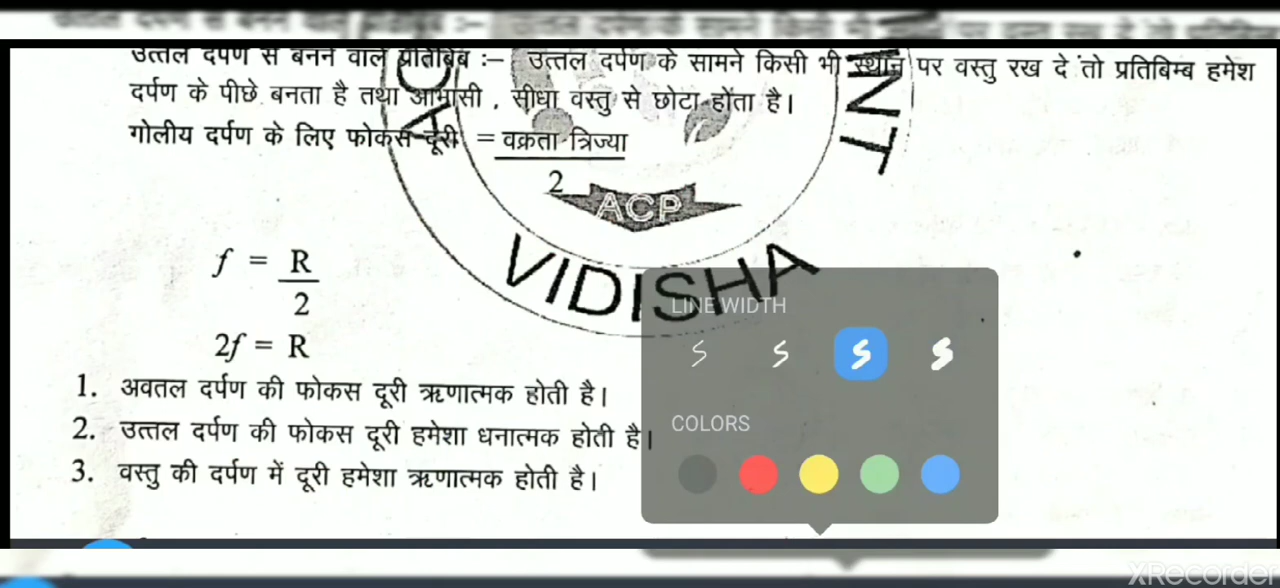 उत्तल दर्पण से बनने वाले प्रतिबिंब :– उत्तल दर्पण के सामने किसी भी स्थान पर वस्तु रख दे तो प्रतिबिम्ब हमेश
दर्पण के पीछे बनता है तथा आभासी , सीधा वस्तु से छोटा होता है।
गोलीय दर्पण के लिए फोकस दूरी = वक्रता त्रिज्या
2
ACP
VIDISHA
f = R
2
2f = R
LINE WIDTH
1. अवतल दर्पण की फोकस दूरी ऋणात्मक होती है।
COLORS
2. उत्तल दर्पण की फोकस दूरी हमेशा धनात्मक होती है।
3. वस्तु की दर्पण में दूरी हमेशा ऋणात्मक होती है।
XRecorder